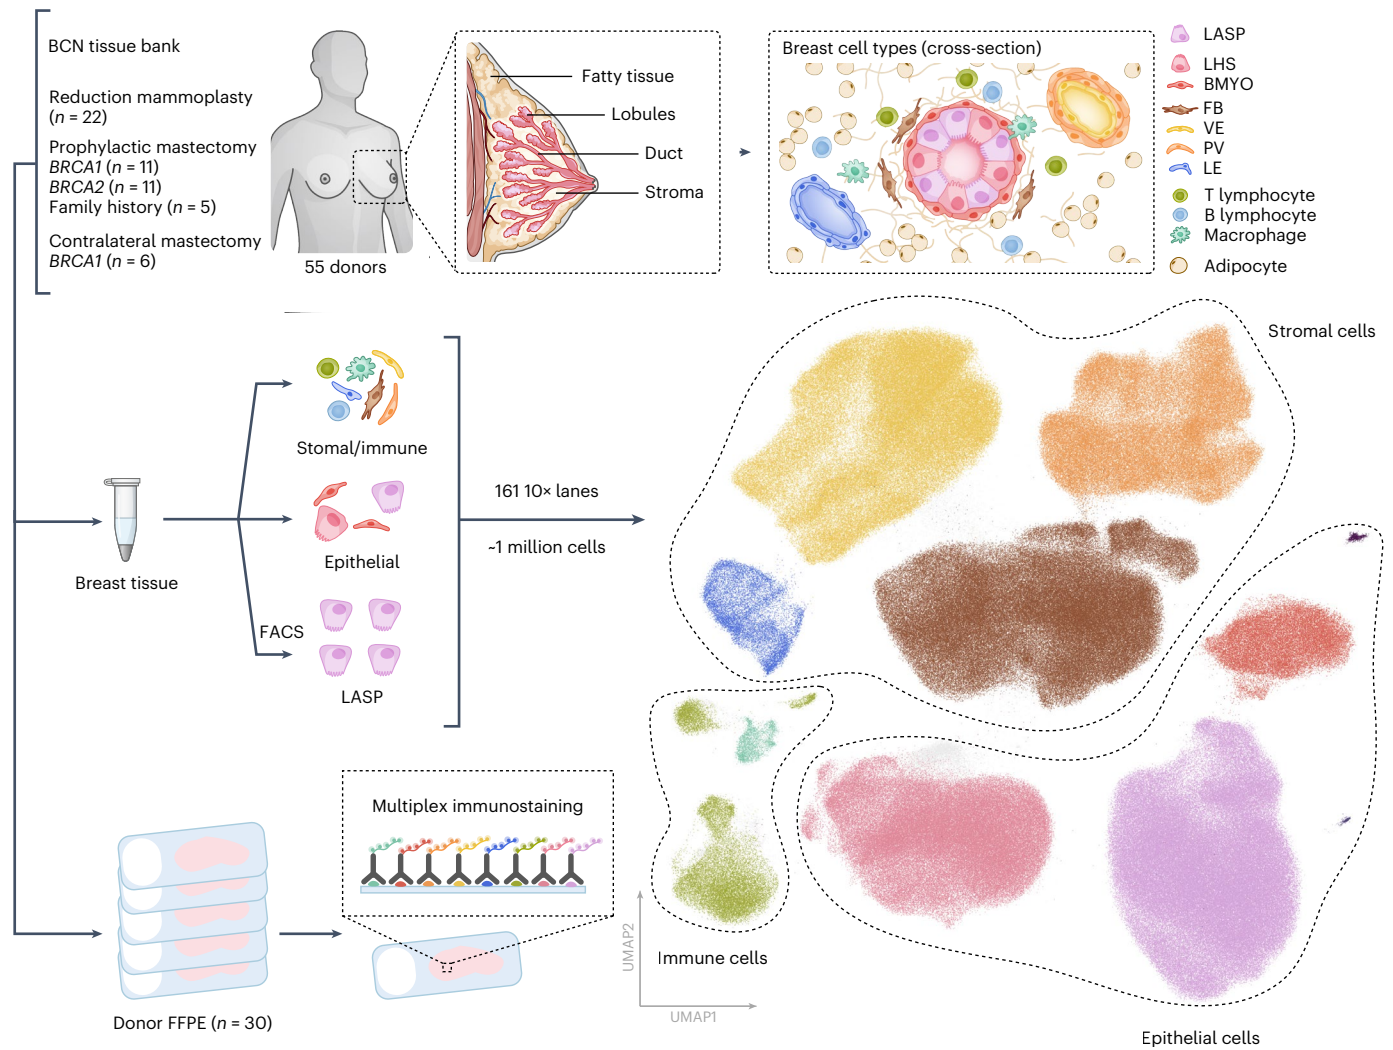 BCN tissue bank
Reduction mammoplasty
(n = 22)
Prophylactic mastectomy
BRCA1 (n = 11)
BRCA2 (n = 11)
Family history (n = 5)
Contralateral mastectomy
BRCA1 (n = 6)
55 donors
Fatty tissue
Lobules
Duct
Stroma
Breast cell types (cross-section)
LASP
LHS
BMYO
FB
VE
PV
LE
T lymphocyte
B lymphocyte
Macrophage
Adipocyte
Breast tissue
Stomal/immune
Epithelial
FACS
LASP
161 10× lanes
~1 million cells
Stromal cells
Immune cells
Epithelial cells
UMAP2
UMAP1
Multiplex immunostaining
Donor FFPE (n = 30)